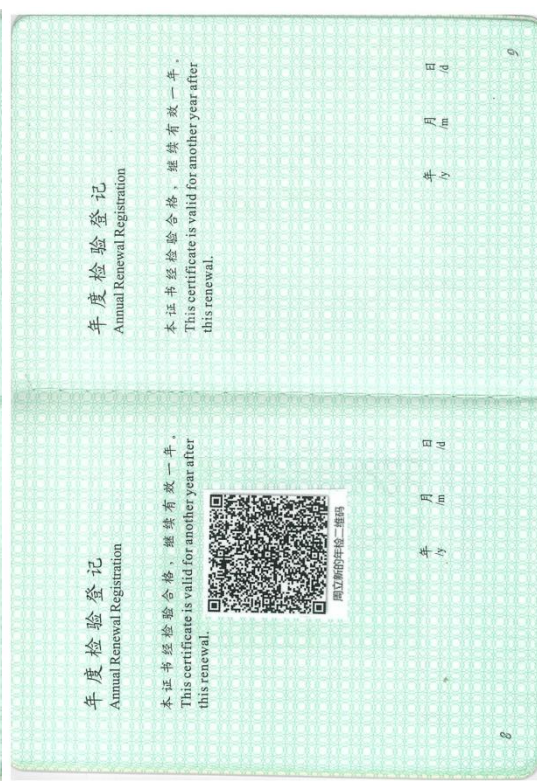 年度检验登记
Annual Renewal Registration
本证书经检验合格，继续有效一年。
This certificate is valid for another year after
this renewal.
周立新的年检二维码
年 月 日
/y /m /d
8
年度检验登记
Annual Renewal Registration
本证书经检验合格，继续有效一年。
This certificate is valid for another year after
this renewal.
年 月 日
/y /m /d
9